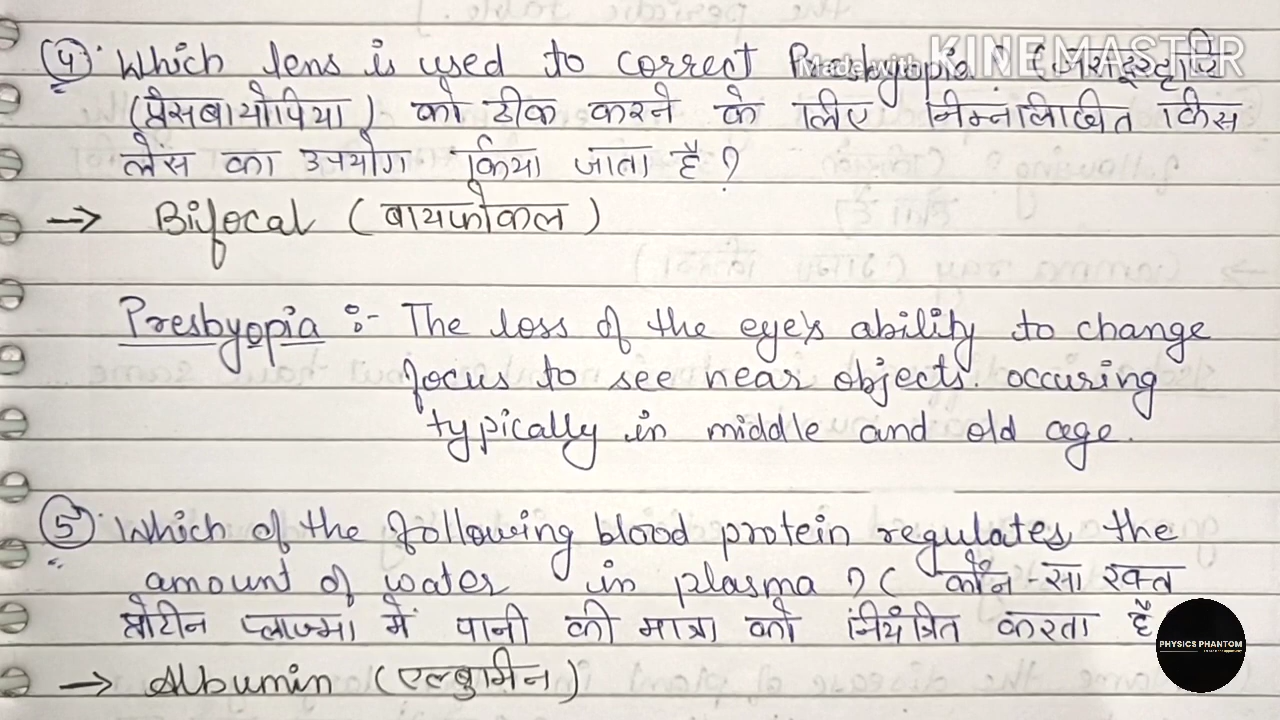 (4) Which lens is used to correct Presbyopia ? (जरादूरदृष्टि
(प्रेसबायोपिया) को ठीक करने के लिए निम्नलिखित किस
लेंस का उपयोग किया जाता है ?
→ Bifocal (बायफोकल)
Presbyopia :- The loss of the eye's ability to change
focus to see near objects. occuring
typically in middle and old age.
(5) Which of the following blood protein regulates the
amount of water in plasma ? ( कौन-सा रक्त
प्रोटीन प्लाज्मा में पानी की मात्रा को नियंत्रित करता है
→ Albumin (एल्बुमीन)
Made with KINEMASTER
PHYSICS PHANTOM